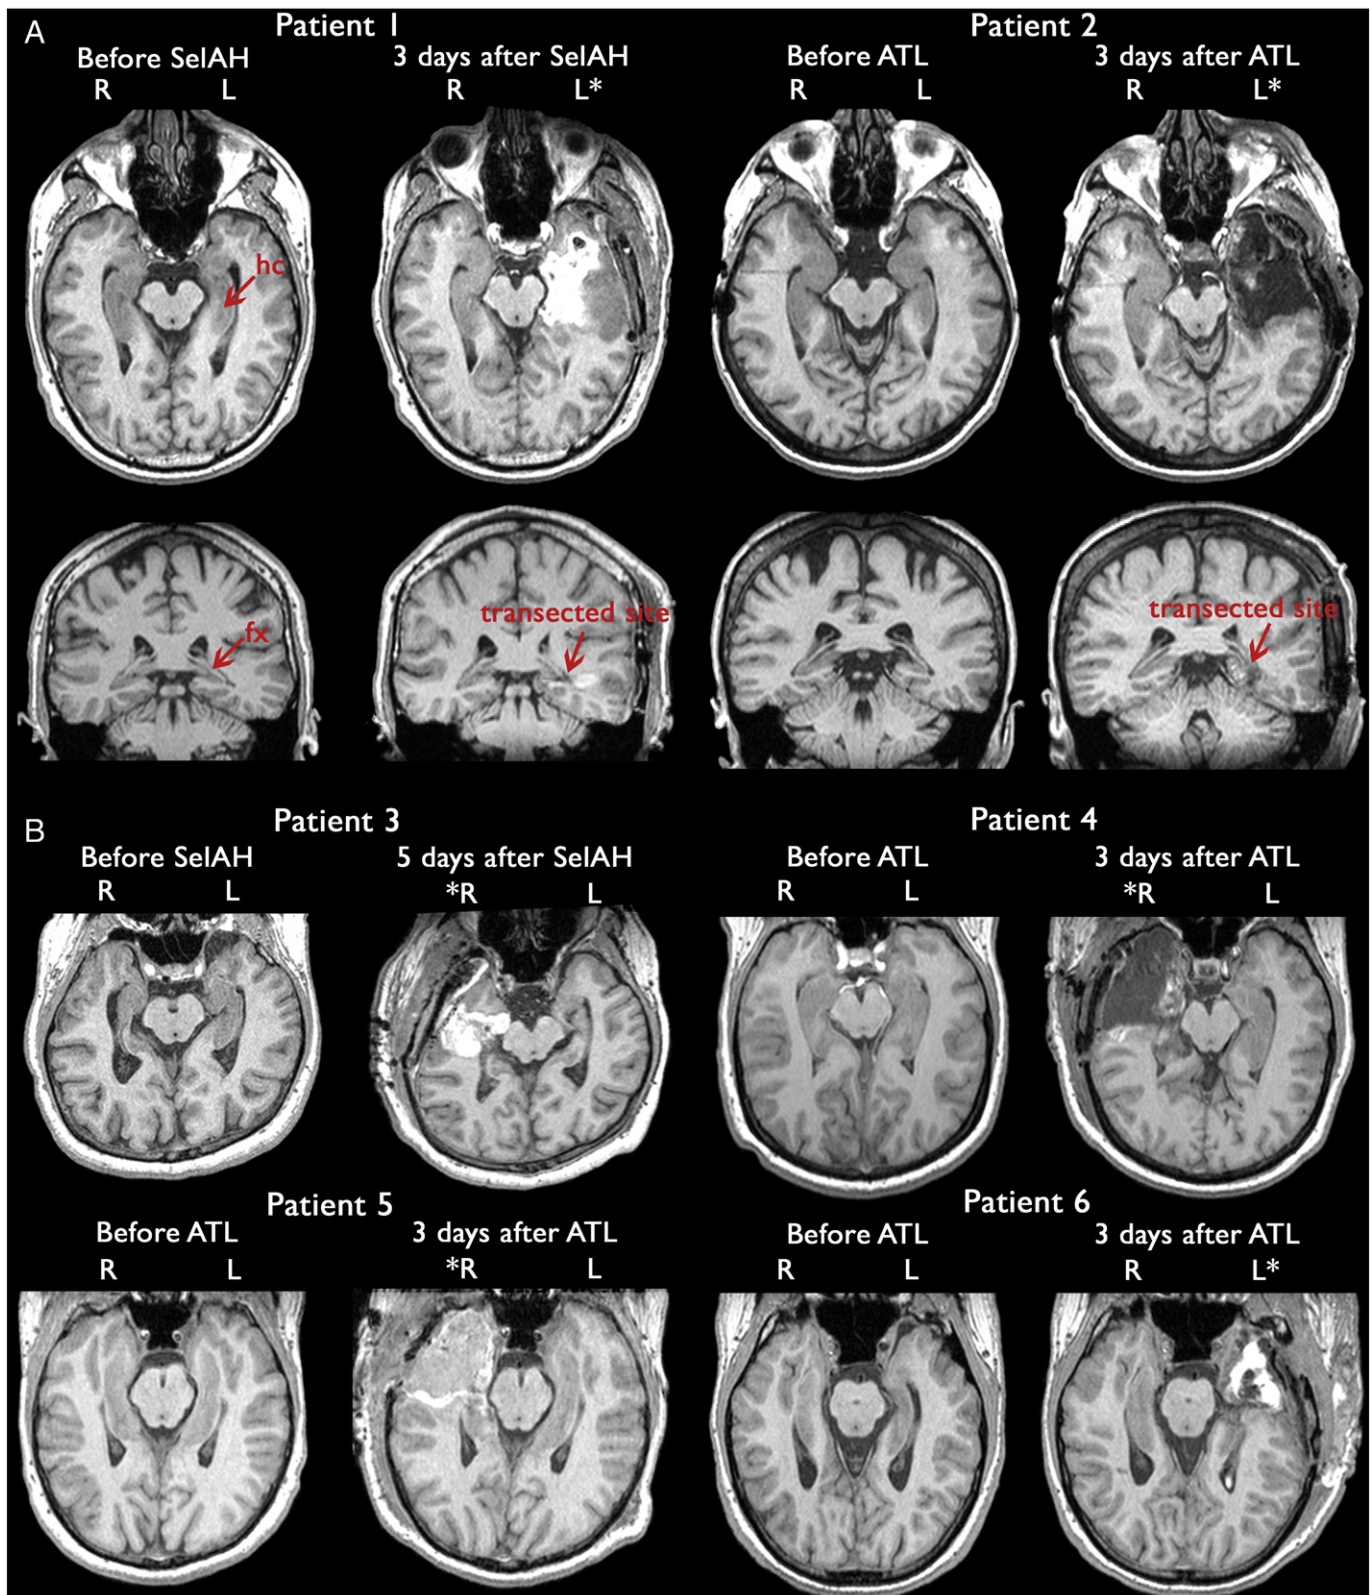 A
Patient 1
Patient 2
Before SelAH
3 days after SelAH
Before ATL
3 days after ATL
R
L
R
L*
R
L
R
L*
hc
fx
transected site
transected site
B
Patient 3
Patient 4
Before SelAH
5 days after SelAH
Before ATL
3 days after ATL
R
L
*R
L
R
L
*R
L
Patient 5
Patient 6
Before ATL
3 days after ATL
Before ATL
3 days after ATL
R
L
*R
L
R
L
R
L*